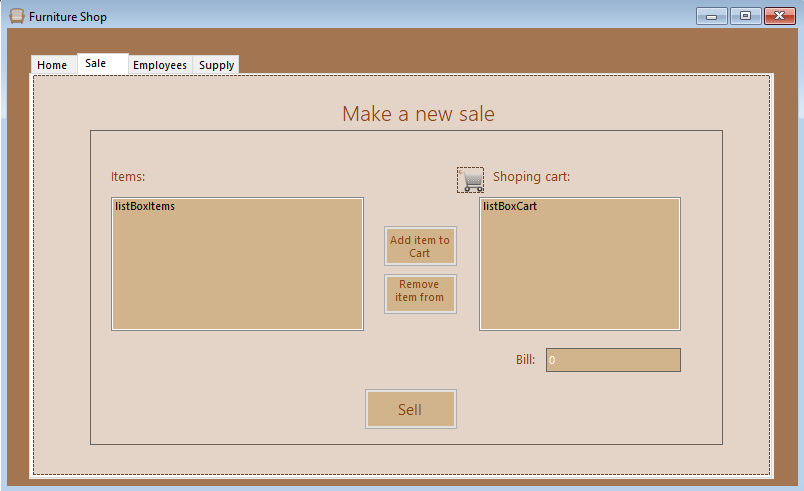 Furniture Shop
Home Sale Employees Supply
Make a new sale
Items:
Shoping cart:
listBoxItems
listBoxCart
Add item to
Cart
Remove
item from
Bill: 0
Sell